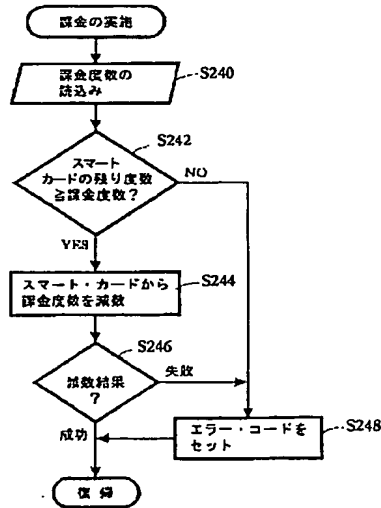 課金の実施
課金度数の
読込み
S240
S242
スマート
カードの残り度数
≧課金度数?
NO
YES
スマート・カードから
課金度数を減数
S244
S246
減数結果
?
失敗
成功
エラー・コードを
セット
S248
復帰